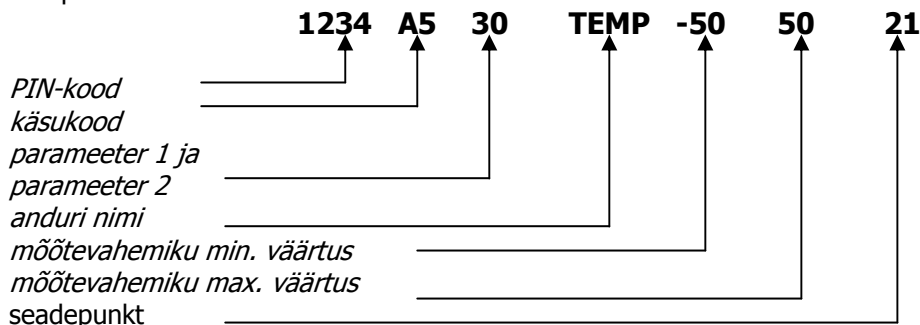 1234 A5 30 TEMP -50 50 21
PIN-kood
käsukood
parameeter 1 ja
parameeter 2
anduri nimi
mõõtevahemiku min. väärtus
mõõtevahemiku max. väärtus
seadepunkt